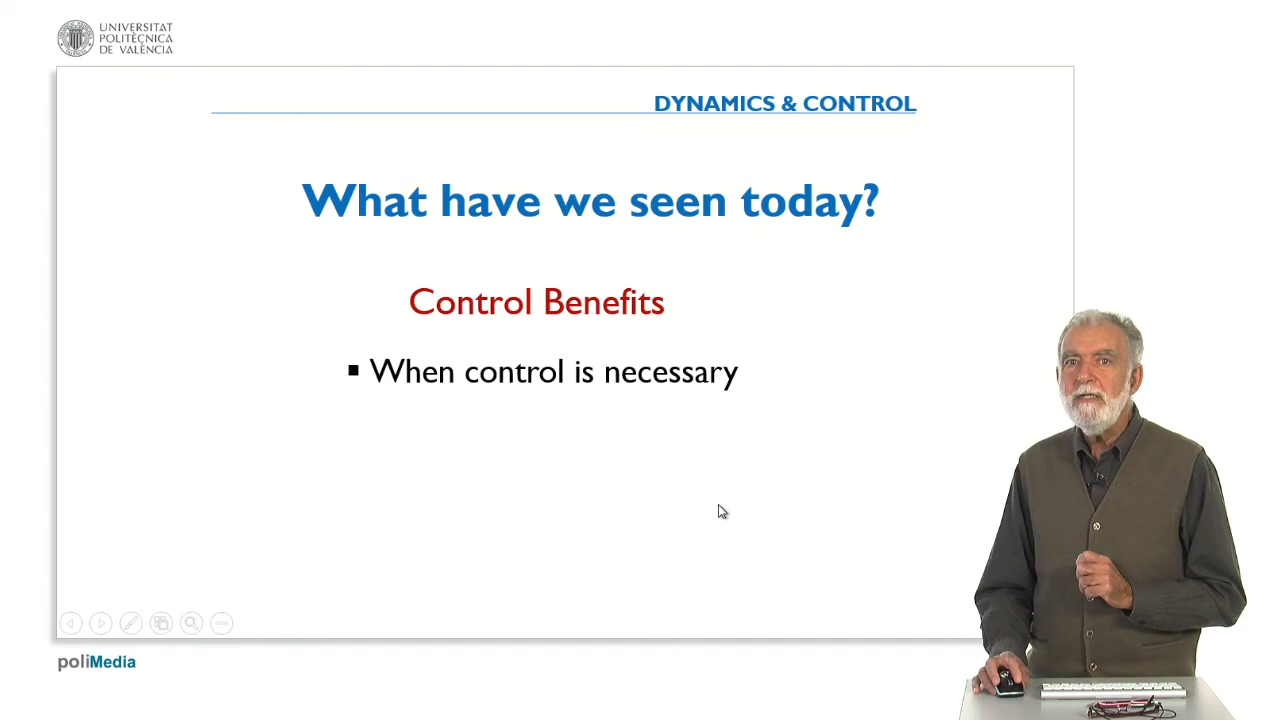 UNIVERSITAT
POLITÈCNICA
DE VALÈNCIA
DYNAMICS & CONTROL
What have we seen today?
Control Benefits
▪ When control is necessary
poliMedia